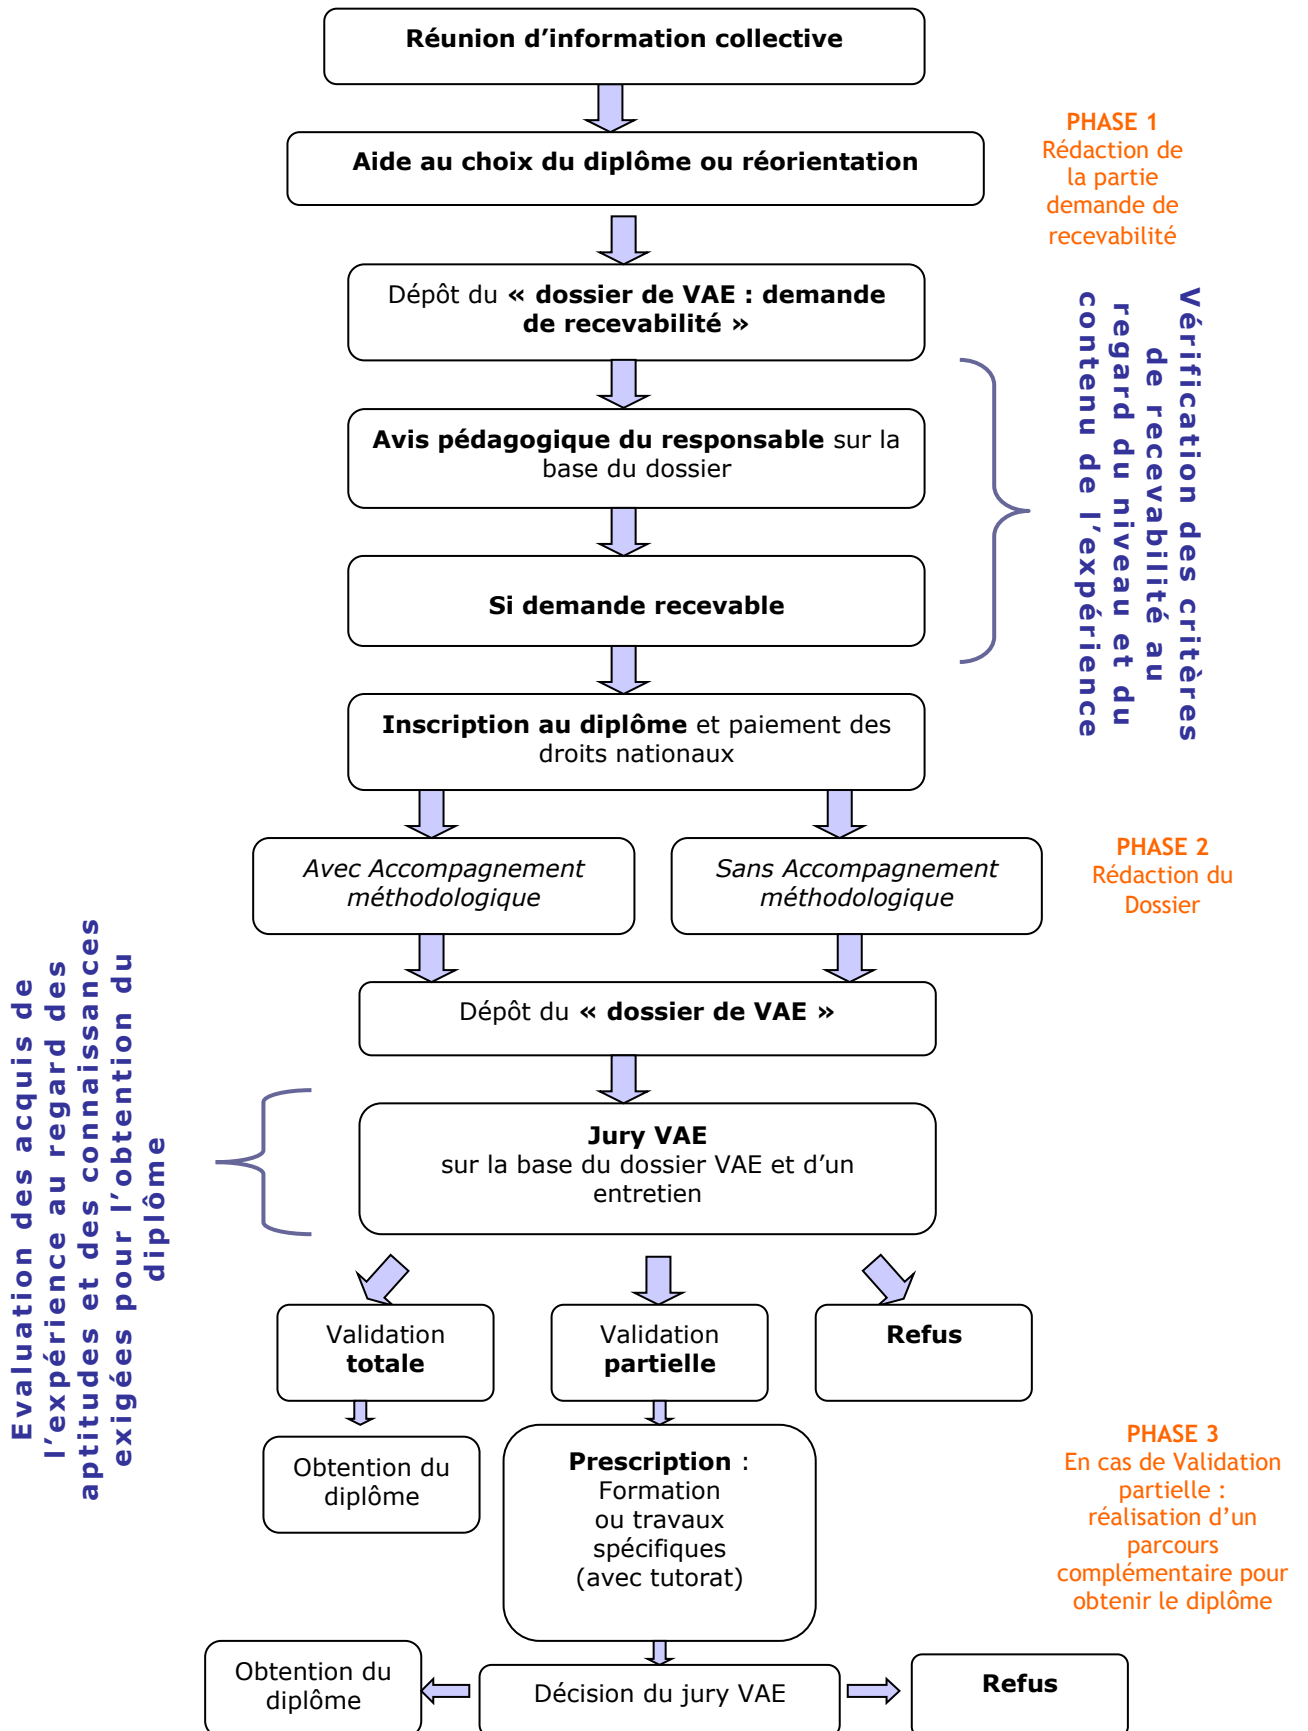 Réunion d’information collective
Aide au choix du diplôme ou réorientation
PHASE 1
Rédaction de
la partie
demande de
recevabilité
Dépôt du « dossier de VAE : demande
de recevabilité »
Vérification des critères
de recevabilité au
regard du niveau et du
contenu de l’expérience
Avis pédagogique du responsable sur la
base du dossier
Si demande recevable
Inscription au diplôme et paiement des
droits nationaux
Avec Accompagnement
méthodologique
Sans Accompagnement
méthodologique
PHASE 2
Rédaction du
Dossier
Dépôt du « dossier de VAE »
Evaluation des acquis de
l’expérience au regard des
aptitudes et des connaissances
exigées pour l’obtention du
diplôme
Jury VAE
sur la base du dossier VAE et d’un
entretien
Validation
totale
Validation
partielle
Refus
Obtention du
diplôme
Prescription :
Formation
ou travaux
spécifiques
(avec tutorat)
PHASE 3
En cas de Validation
partielle :
réalisation d’un
parcours
complémentaire pour
obtenir le diplôme
Obtention du
diplôme
Décision du jury VAE
Refus